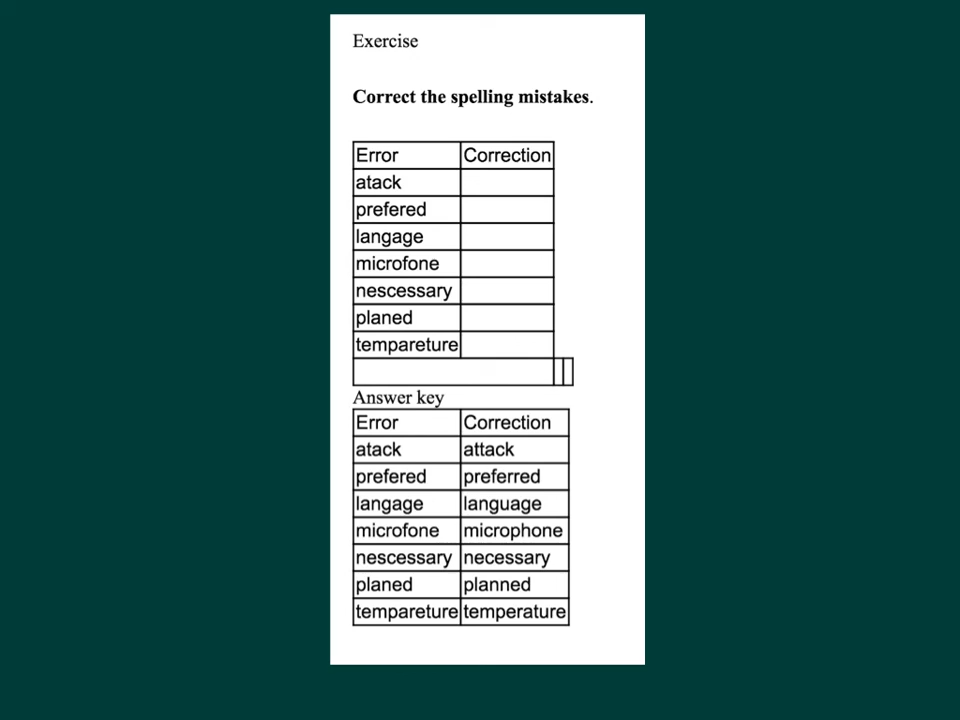 Exercise
Correct the spelling mistakes.
Error Correction
atack
prefered
langage
microfone
nescessary
planed
tempareture
Answer key
Error Correction
atack attack
prefered preferred
langage language
microfone microphone
nescessary necessary
planed planned
tempareture temperature